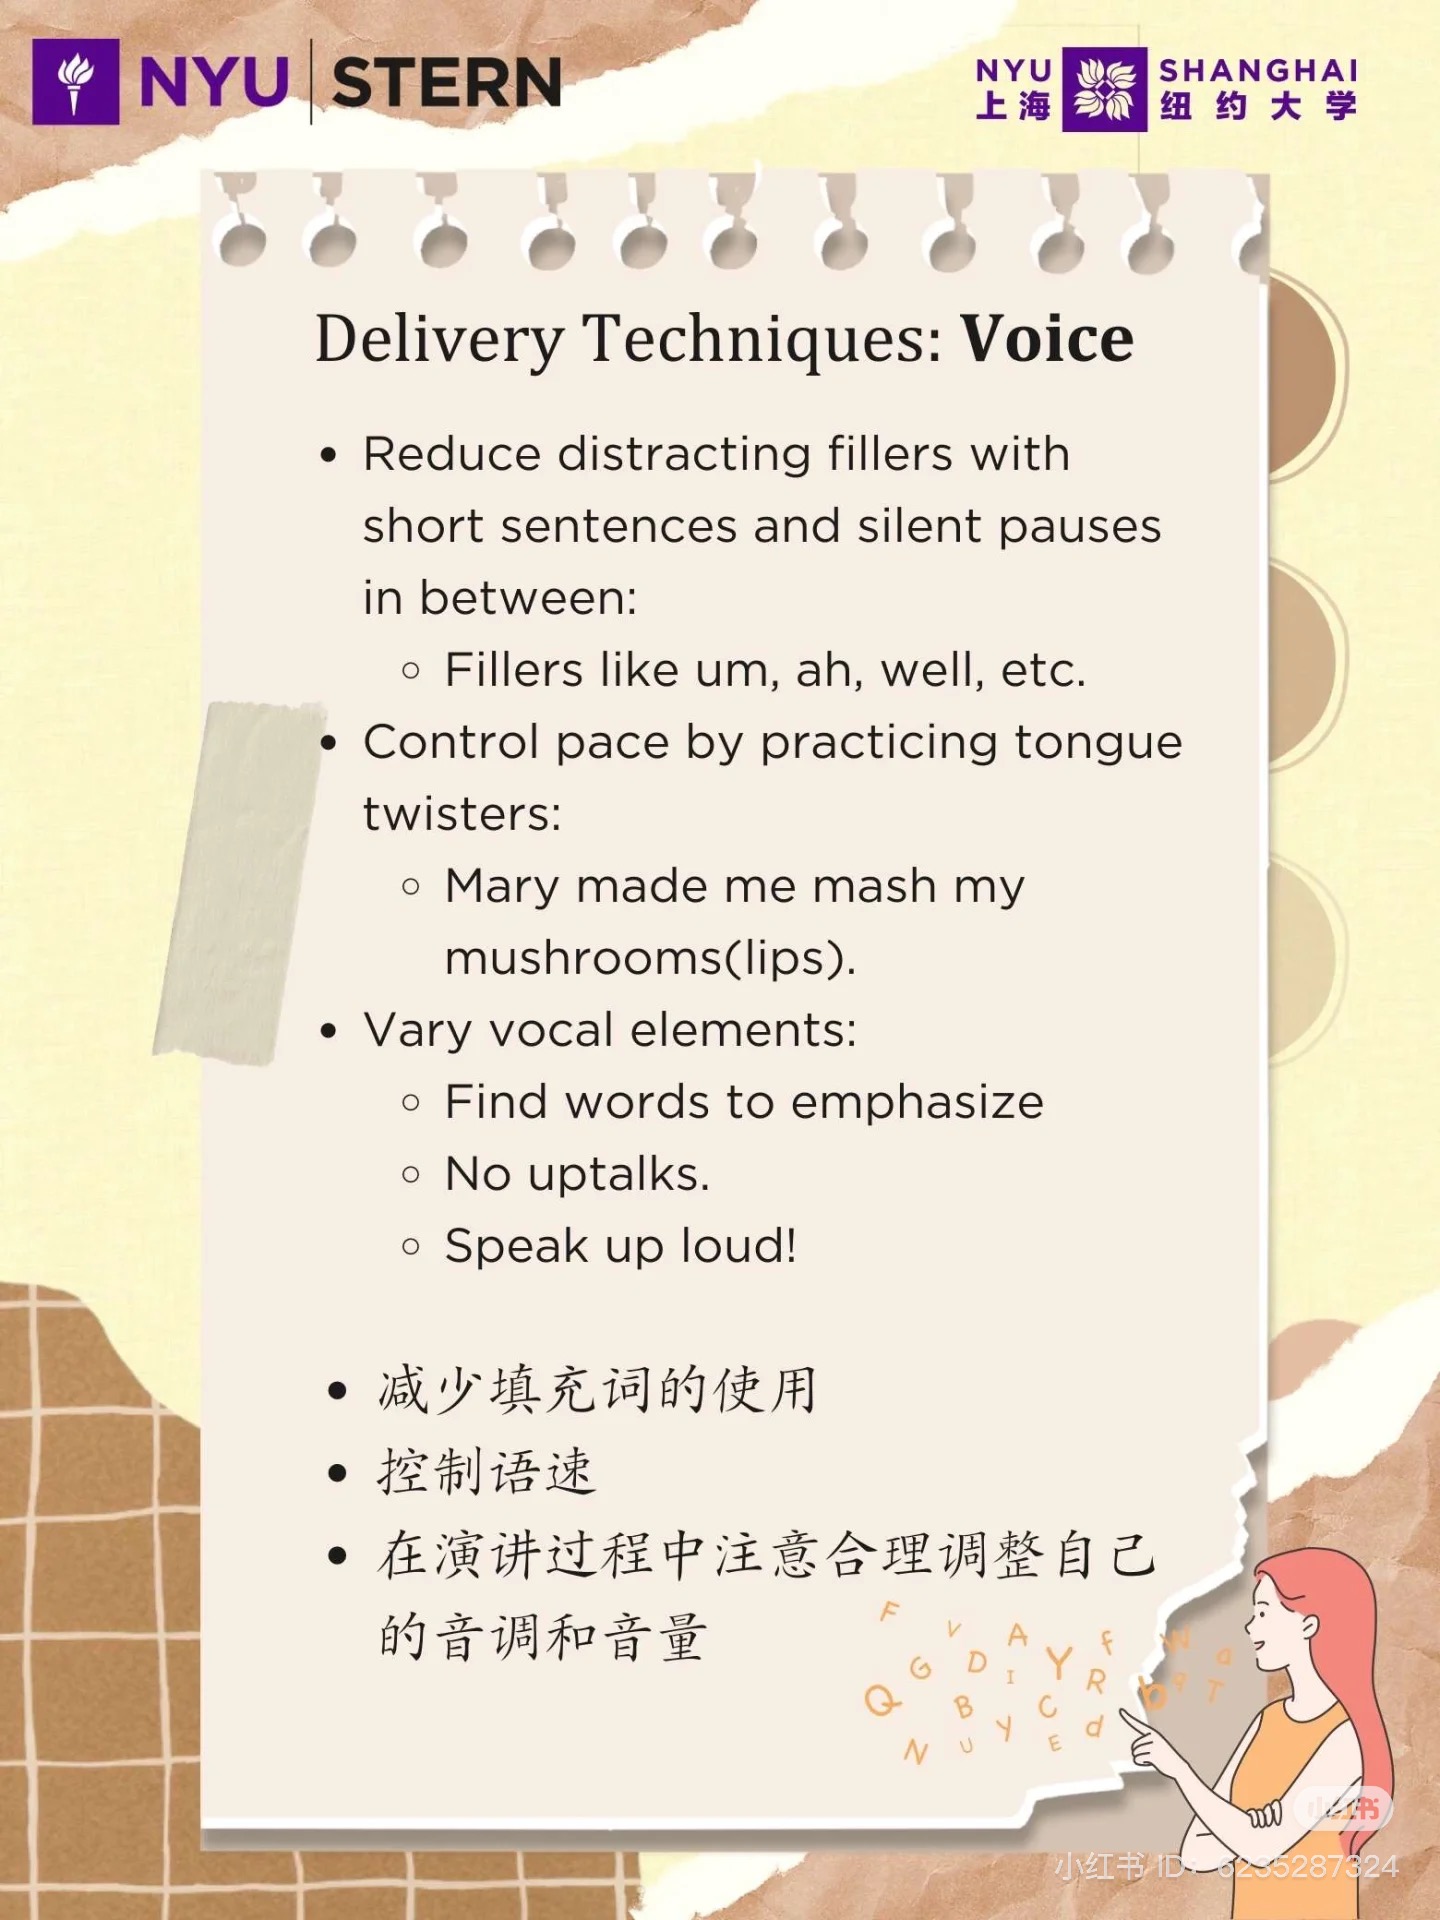 NYU STERN
NYU SHANGHAI
上海 纽约大学
Delivery Techniques: Voice
• Reduce distracting fillers with
short sentences and silent pauses
in between:
○ Fillers like um, ah, well, etc.
• Control pace by practicing tongue
twisters:
○ Mary made me mash my
mushrooms(lips).
• Vary vocal elements:
○ Find words to emphasize
○ No uptalks.
○ Speak up loud!
• 减少填充词的使用
• 控制语速
• 在演讲过程中注意合理调整自己
的音调和音量
F V A f W a
Q G D I Y R b q T
B C
N U Y E d
小红书
小红书 ID: 6235287324